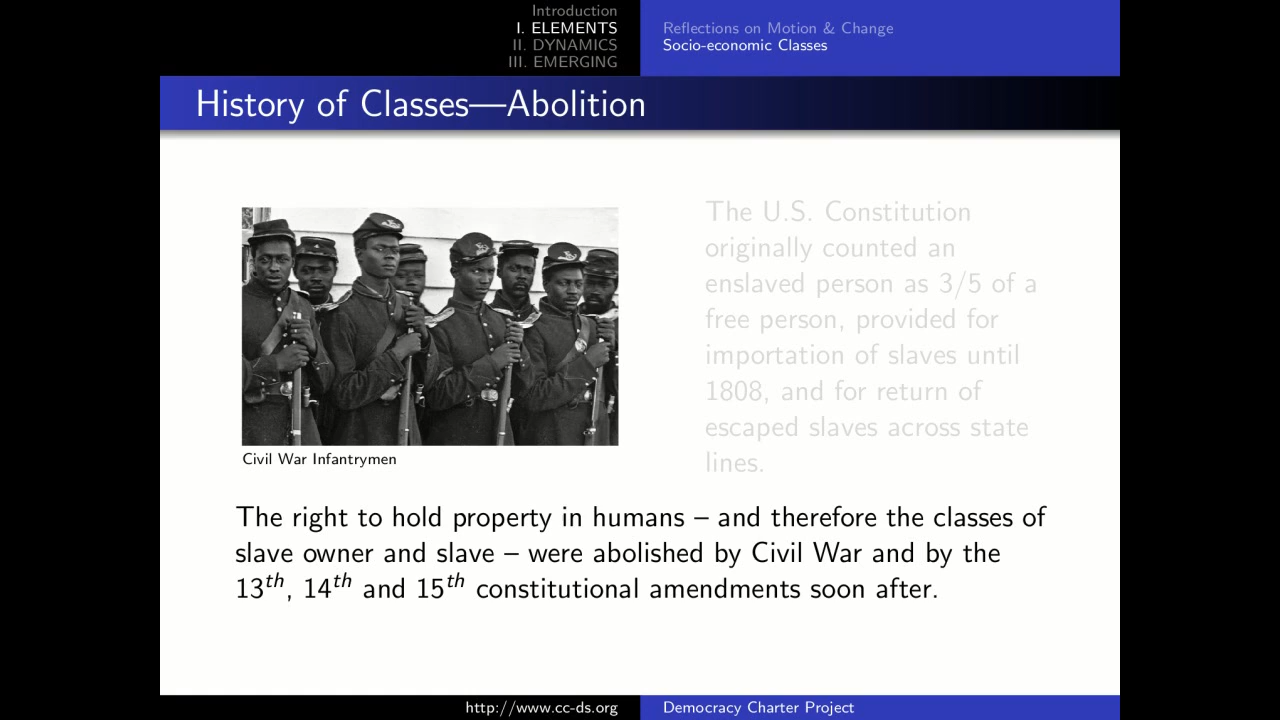 Introduction
I. ELEMENTS
II. DYNAMICS
III. EMERGING
Reflections on Motion & Change
Socio-economic Classes
History of Classes—Abolition
The U.S. Constitution
originally counted an
enslaved person as 3/5 of a
free person, provided for
importation of slaves until
1808, and for return of
escaped slaves across state
lines.
Civil War Infantrymen
The right to hold property in humans – and therefore the classes of
slave owner and slave – were abolished by Civil War and by the
13th, 14th and 15th constitutional amendments soon after.
http://www.cc-ds.org
Democracy Charter Project